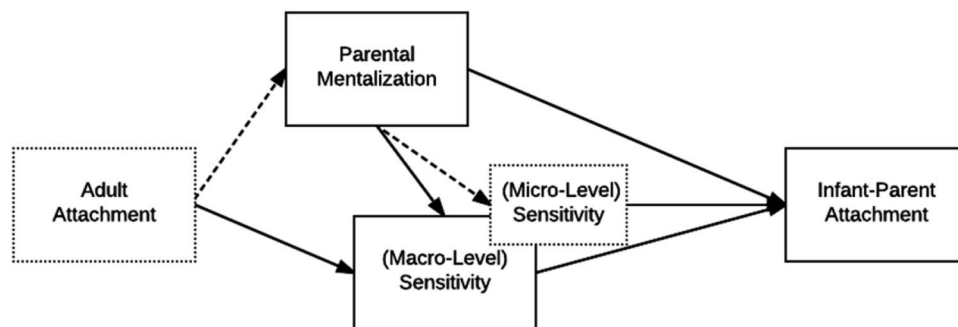 Parental
Mentalization
Adult
Attachment
(Micro-Level)
Sensitivity
(Macro-Level)
Sensitivity
Infant-Parent
Attachment